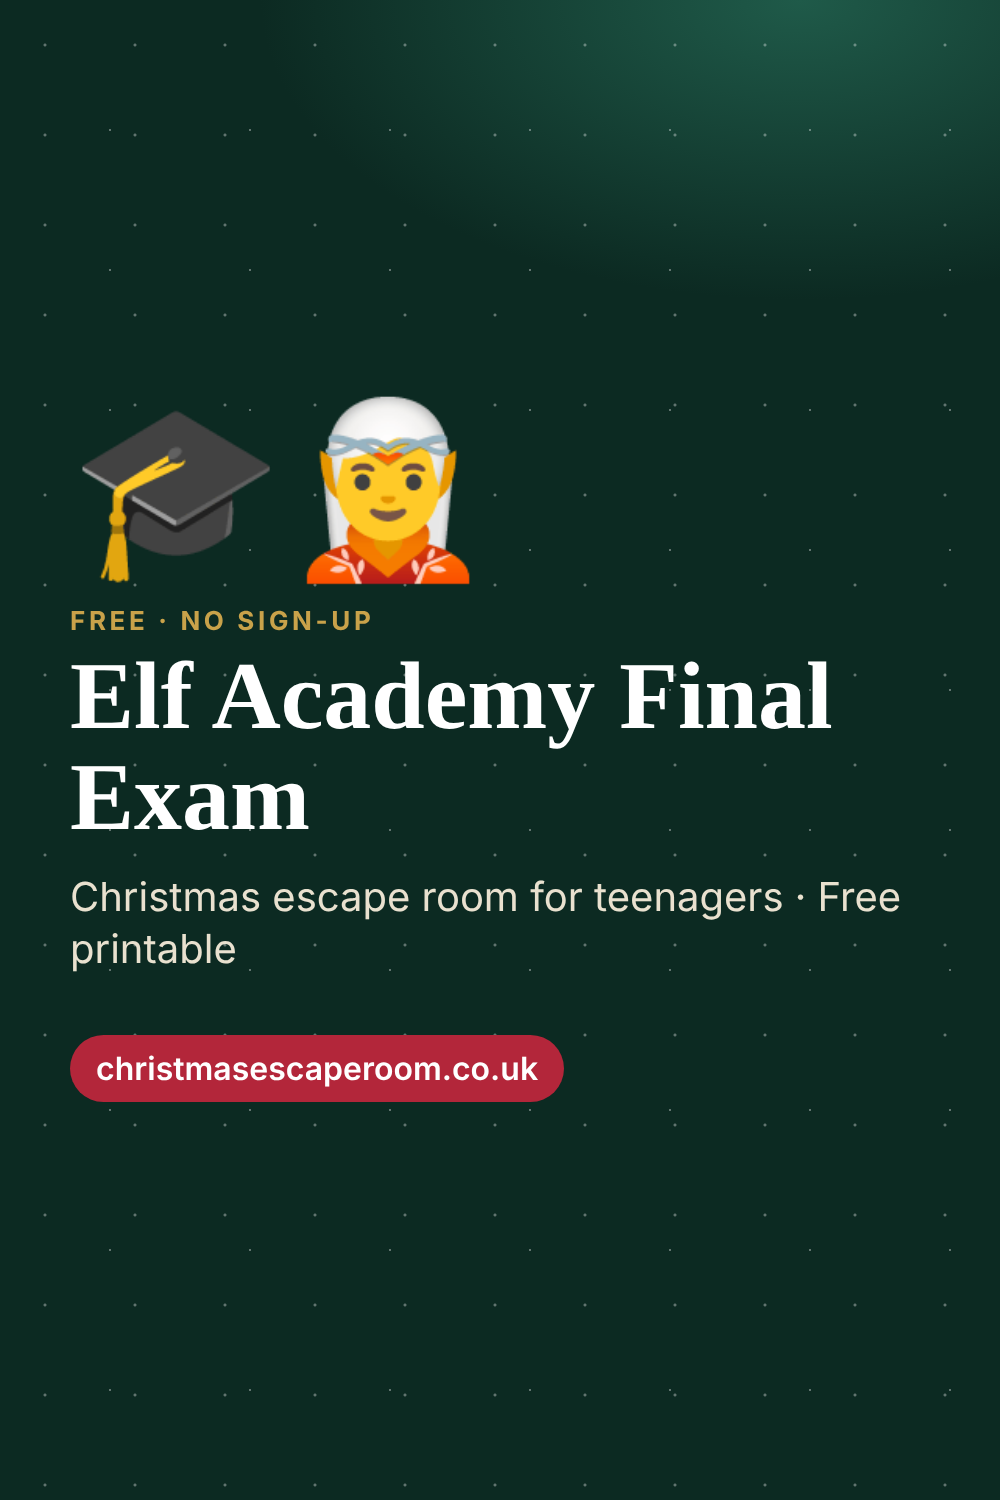 FREE · NO SIGN-UP
Elf Academy Final
Exam
Christmas escape room for teenagers · Free
printable
christmasescaperoom.co.uk